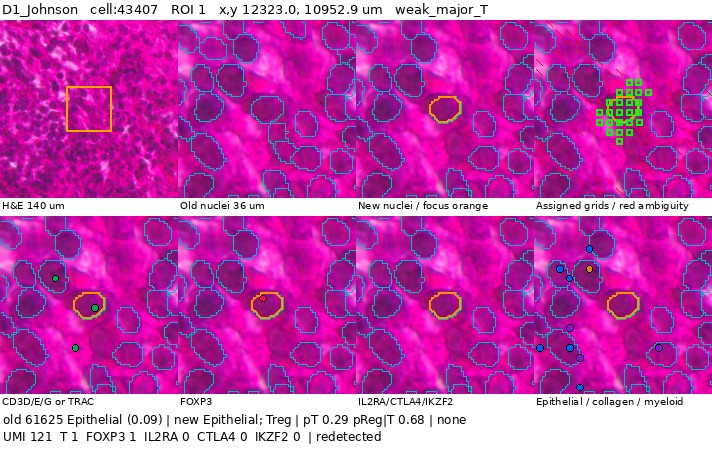 D1_Johnson cell:43407 ROI 1 x,y 12323.0, 10952.9 um weak_major_T
H&E 140 um
Old nuclei 36 um
New nuclei / focus orange
Assigned grids / red ambiguity
CD3D/E/G or TRAC
FOXP3
IL2RA/CTLA4/IKZF2
Epithelial / collagen / myeloid
old 61625 Epithelial (0.09) | new Epithelial; Treg | pT 0.29 pReg|T 0.68 | none
UMI 121 T 1 FOXP3 1 IL2RA 0 CTLA4 0 IKZF2 0 | redetected